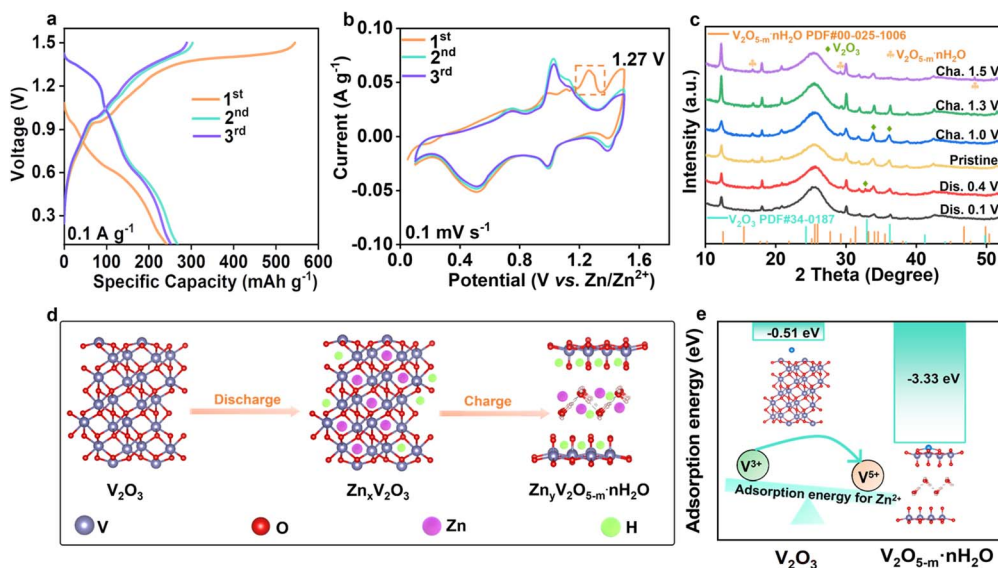 a
1.5
1.2
0.9
0.6
0.3
Voltage (V)
1st
2nd
3rd
0.1 A g-1
0 100 200 300 400 500 600
Specific Capacity (mAh g-1)
b
0.10
0.05
0.00
-0.05
-0.10
Current (A g-1)
1st
2nd
3rd
1.27 V
0.1 mV s-1
0.0 0.4 0.8 1.2 1.6
Potential (V vs. Zn/Zn2+)
c
V2O5-m·nH2O PDF#00-025-1006
V2O3
V2O5-m·nH2O
Cha. 1.5 V
Cha. 1.3 V
Cha. 1.0 V
Pristine
Dis. 0.4 V
Dis. 0.1 V
V2O3 PDF#34-0187
Intensity (a.u.)
10 20 30 40 50
2 Theta (Degree)
d
Discharge
Charge
V2O3
ZnxV2O3
ZnyV2O5-m·nH2O
V
O
Zn
H
e
-0.51 eV
-3.33 eV
Adsorption energy (eV)
V3+
V5+
Adsorption energy for Zn2+
V2O3
V2O5-m·nH2O